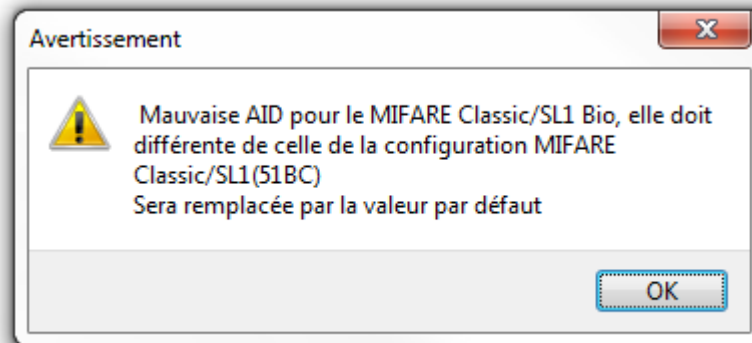 Avertissement
Mauvaise AID pour le MIFARE Classic/SL1 Bio, elle doit
différente de celle de la configuration MIFARE
Classic/SL1(51BC)
Sera remplacée par la valeur par défaut
OK